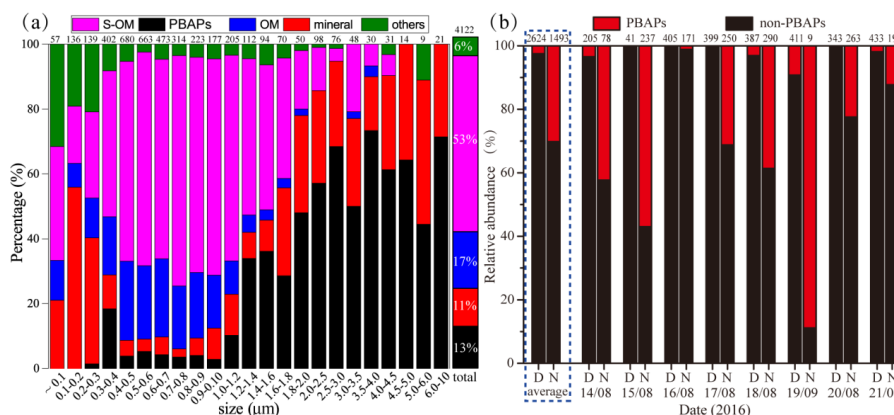 (a)
S-OM PBAPs OM mineral others
57 136 139 402 680 663 473 314 223 177 205 112 94 70 50 98 76 48 30 31 14 9 21 4122
Percentage (%)
100
80
60
40
20
0
6%
53%
17%
11%
13%
~ 0.1 0.1-0.2 0.2-0.3 0.3-0.4 0.4-0.5 0.5-0.6 0.6-0.7 0.7-0.8 0.8-0.9 0.9-0.10 1.0-1.2 1.2-1.4 1.4-1.6 1.6-1.8 1.8-2.0 2.0-2.5 2.5-3.0 3.0-3.5 3.5-4.0 4.0-4.5 4.5-5.0 5.0-6.0 6.0-10 total
size (μm)
b
PBAPs non-PBAPs
2624 1493 205 78 41 237 405 171 399 250 387 290 411 9 343 263 433 19
Relative abundance (%)
100
80
60
40
20
0
D N D N D N D N D N D N D N D N D N
average 14/08 15/08 16/08 17/08 18/08 19/09 20/08 21/0
Date (2016)